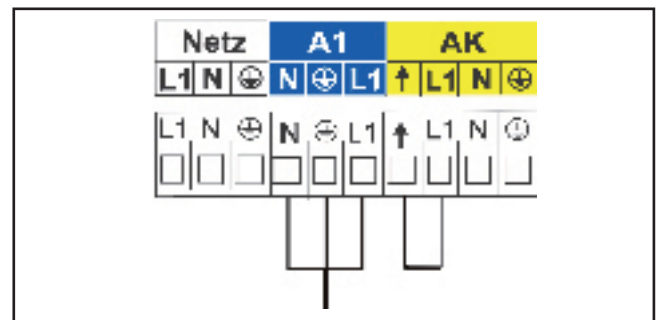 Netz A1 AK
L1 N ⏚ N ⏚ L1 ↑ L1 N ⏚
L1 N ⏚ N ⏚ L1 ↑ L1 N ⏚